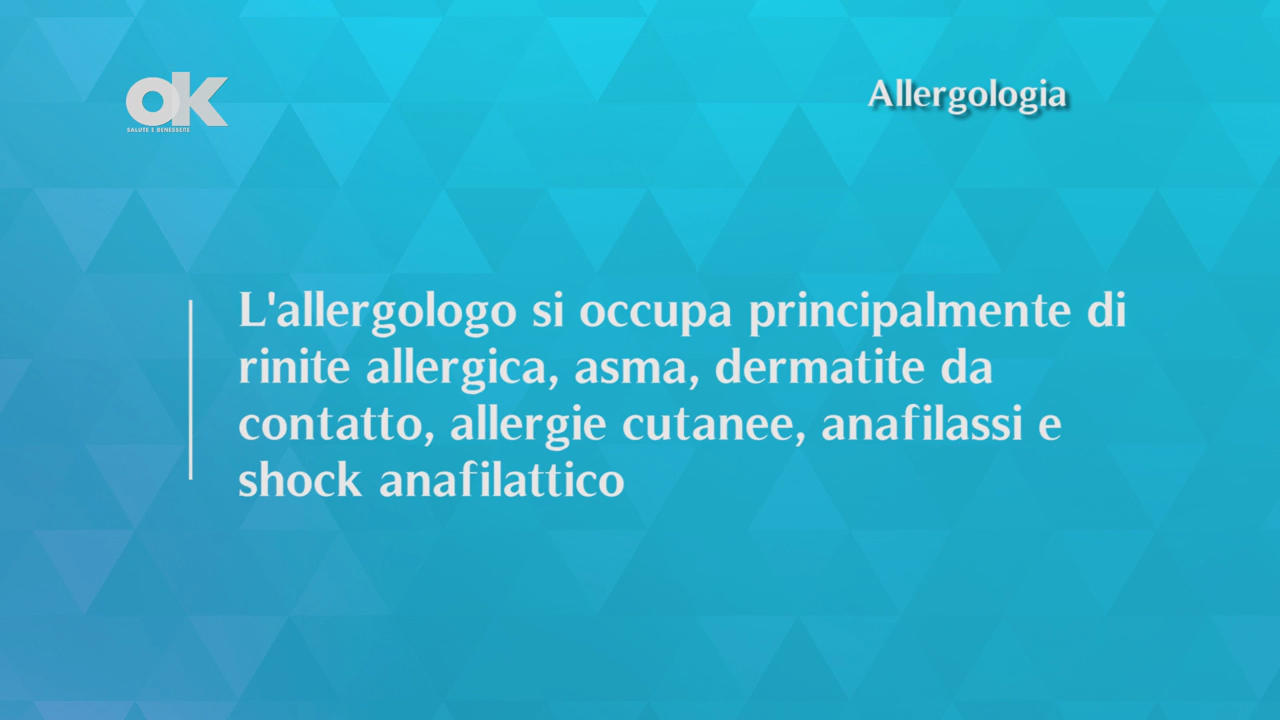 OK
SALUTE E BENESSERE
Allergologia
L'allergologo si occupa principalmente di
rinite allergica, asma, dermatite da
contatto, allergie cutanee, anafilassi e
shock anafilattico